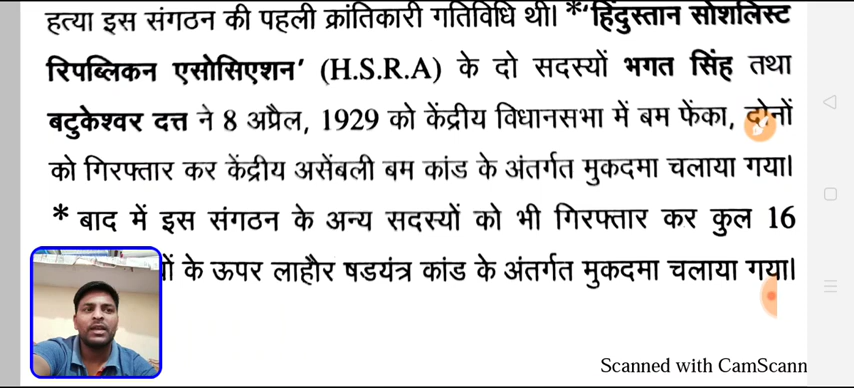 हत्या इस संगठन की पहली क्रांतिकारी गतिविधि थी। *'हिंदुस्तान सोशलिस्ट
रिपब्लिकन एसोसिएशन' (H.S.R.A) के दो सदस्यों भगत सिंह तथा
बटुकेश्वर दत्त ने 8 अप्रैल, 1929 को केंद्रीय विधानसभा में बम फेंका, दोनों
को गिरफ्तार कर केंद्रीय असेंबली बम कांड के अंतर्गत मुकदमा चलाया गया।
* बाद में इस संगठन के अन्य सदस्यों को भी गिरफ्तार कर कुल 16
के ऊपर लाहौर षडयंत्र कांड के अंतर्गत मुकदमा चलाया गया।
Scanned with CamScann